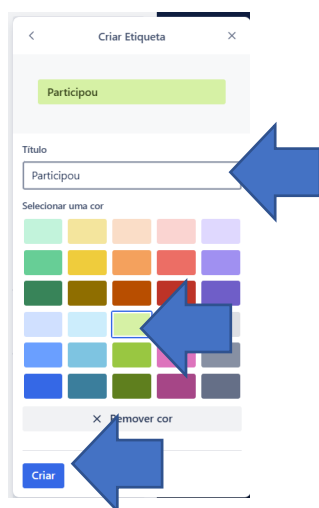 Criar Etiqueta
Participou
Título
Participou
Selecionar uma cor
Remover cor
Criar